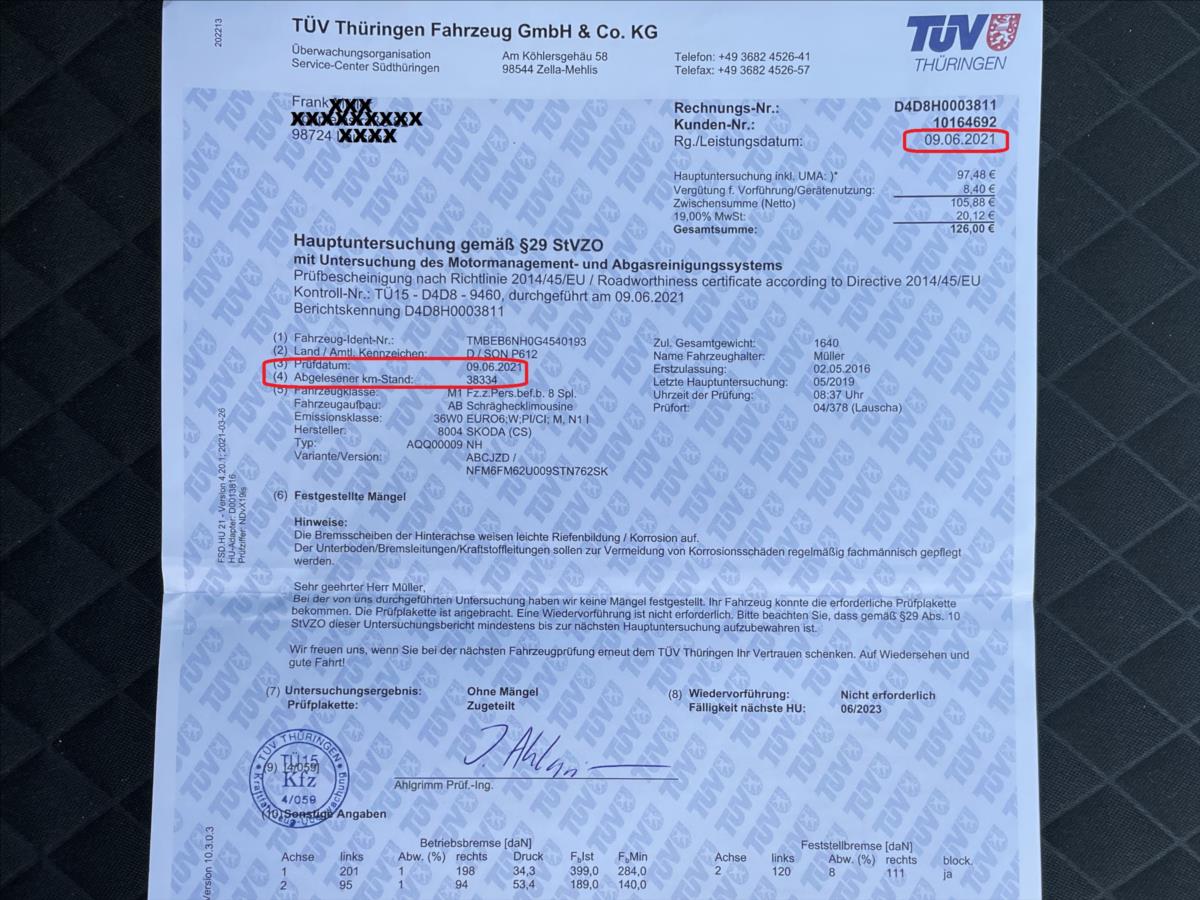 202213
TÜV Thüringen Fahrzeug GmbH & Co. KG
Überwachungsorganisation
Service-Center Südthüringen
Am Köhlersgehäu 58
98544 Zella-Mehlis
Telefon: +49 3682 4526-41
Telefax: +49 3682 4526-57
TÜV
THÜRINGEN
Frank XXX
XXXXXXXXX
98724 XXXX
Rechnungs-Nr.: D4D8H0003811
Kunden-Nr.: 10164692
Rg./Leistungsdatum: 09.06.2021
Hauptuntersuchung inkl. UMA: )* 97,48 €
Vergütung f. Vorführung/Gerätenutzung: 8,40 €
Zwischensumme (Netto) 105,88 €
19,00% MwSt: 20,12 €
Gesamtsumme: 126,00 €
Hauptuntersuchung gemäß §29 StVZO
mit Untersuchung des Motormanagement- und Abgasreinigungssystems
Prüfbescheinigung nach Richtlinie 2014/45/EU / Roadworthiness certificate according to Directive 2014/45/EU
Kontroll-Nr.: TÜ15 - D4D8 - 9460, durchgeführt am 09.06.2021
Berichtskennung D4D8H0003811
(1) Fahrzeug-Ident-Nr.: TMBEB6NH0G4540193
(2) Land / Amtl. Kennzeichen: D / SON P612
(3) Prüfdatum: 09.06.2021
(4) Abgelesener km-Stand: 38334
(5) Fahrzeugklasse: M1 Fz.z.Pers.bef.b. 8 Spl.
Fahrzeugaufbau: AB Schräghecklimousine
Emissionsklasse: 36W0 EURO6;W;PI/CI; M, N1 I
Hersteller: 8004 SKODA (CS)
Typ: AQQ00009 NH
Variante/Version: ABCJZD /
NFM6FM62U009STN762SK
Zul. Gesamtgewicht: 1640
Name Fahrzeughalter: Müller
Erstzulassung: 02.05.2016
Letzte Hauptuntersuchung: 05/2019
Uhrzeit der Prüfung: 08:37 Uhr
Prüfort: 04/378 (Lauscha)
FSD.HU 21 - Version 4.20.1; 2021-03-26
HU-Adapter: D0013816
Prüfziffer: NDvX19is
(6) Festgestellte Mängel
Hinweise:
Die Bremsscheiben der Hinterachse weisen leichte Riefenbildung / Korrosion auf.
Der Unterboden/Bremsleitungen/Kraftstoffleitungen sollen zur Vermeidung von Korrosionsschäden regelmäßig fachmännisch gepflegt
werden.
Sehr geehrter Herr Müller,
Bei der von uns durchgeführten Untersuchung haben wir keine Mängel festgestellt. Ihr Fahrzeug konnte die erforderliche Prüfplakette
bekommen. Die Prüfplakette ist angebracht. Eine Wiedervorführung ist nicht erforderlich. Bitte beachten Sie, dass gemäß §29 Abs. 10
StVZO dieser Untersuchungsbericht mindestens bis zur nächsten Hauptuntersuchung aufzubewahren ist.
Wir freuen uns, wenn Sie bei der nächsten Fahrzeugprüfung erneut dem TÜV Thüringen Ihr Vertrauen schenken. Auf Wiedersehen und
gute Fahrt!
(7) Untersuchungsergebnis: Ohne Mängel
Prüfplakette: Zugeteilt
(8) Wiedervorführung: Nicht erforderlich
Fälligkeit nächste HU: 06/2023
TÜV THÜRINGEN
TÜ15
(9) [4/059]
Kfz
4/059
Kraftfahrzeug-Überwachung
J. Ahlgrimm
Ahlgrimm Prüf.-Ing.
(10) Sonstige Angaben
Version 10.3.0.3
Betriebsbremse [daN]
Achse links Abw. (%) rechts Druck FbIst FbMin
1 201 1 198 34,3 399,0 284,0
2 95 1 94 53,4 189,0 140,0
Feststellbremse [daN]
Achse links Abw. (%) rechts block.
2 120 8 111 ja